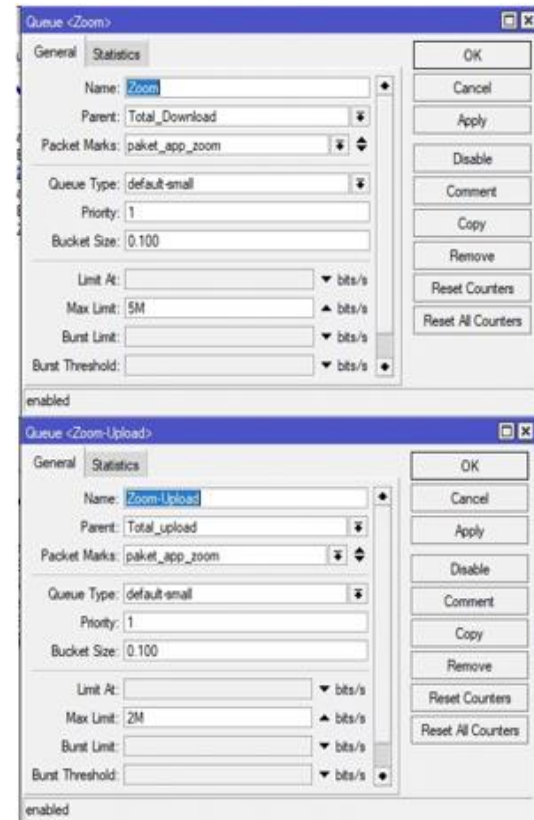 Queue <Zoom>
General Statistics
OK
Name: Zoom
Cancel
Parent: Total_Download
Apply
Packet Marks: paket_app_zoom
Disable
Queue Type: default-small
Comment
Priority: 1
Copy
Bucket Size: 0.100
Remove
Limit At: bits/s
Reset Counters
Max Limit: 5M bits/s
Reset All Counters
Burst Limit: bits/s
Burst Threshold: bits/s
enabled
Queue <Zoom-Upload>
General Statistics
OK
Name: Zoom-Upload
Cancel
Parent: Total_upload
Apply
Packet Marks: paket_app_zoom
Disable
Queue Type: default-small
Comment
Priority: 1
Copy
Bucket Size: 0.100
Remove
Limit At: bits/s
Reset Counters
Max Limit: 2M bits/s
Reset All Counters
Burst Limit: bits/s
Burst Threshold: bits/s
enabled